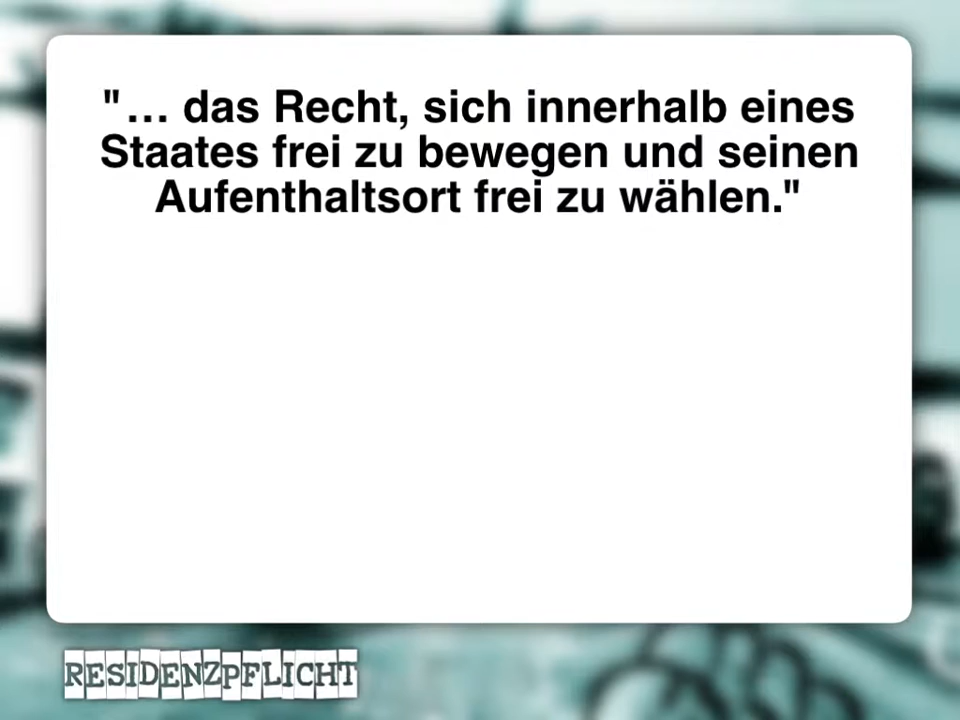 "... das Recht, sich innerhalb eines
Staates frei zu bewegen und seinen
Aufenthaltsort frei zu wählen."
RESIDENZPFLICHT